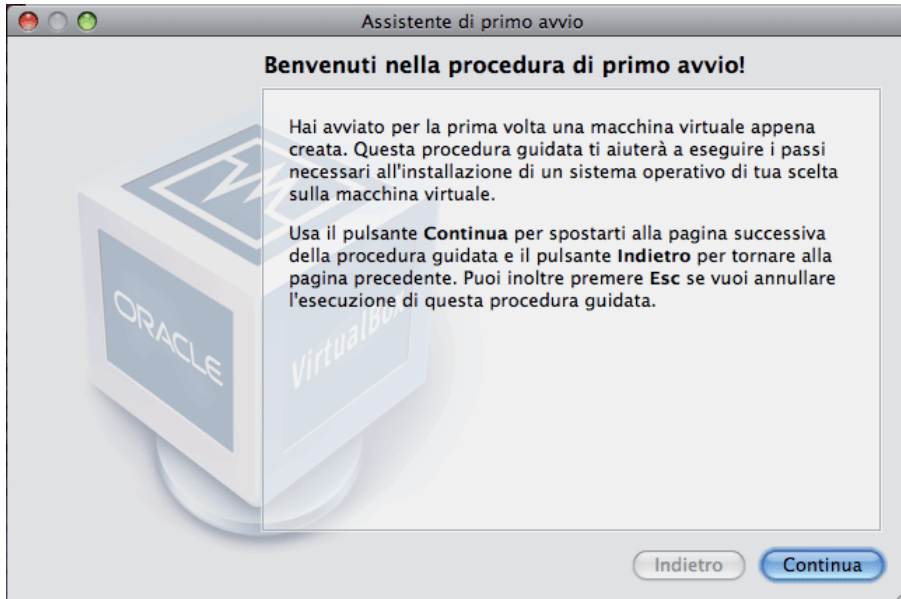 Assistente di primo avvio
Benvenuti nella procedura di primo avvio!
Hai avviato per la prima volta una macchina virtuale appena
creata. Questa procedura guidata ti aiuterà a eseguire i passi
necessari all'installazione di un sistema operativo di tua scelta
sulla macchina virtuale.
Usa il pulsante Continua per spostarti alla pagina successiva
della procedura guidata e il pulsante Indietro per tornare alla
pagina precedente. Puoi inoltre premere Esc se vuoi annullare
l'esecuzione di questa procedura guidata.
ORACLE
VirtualBox
Indietro
Continua